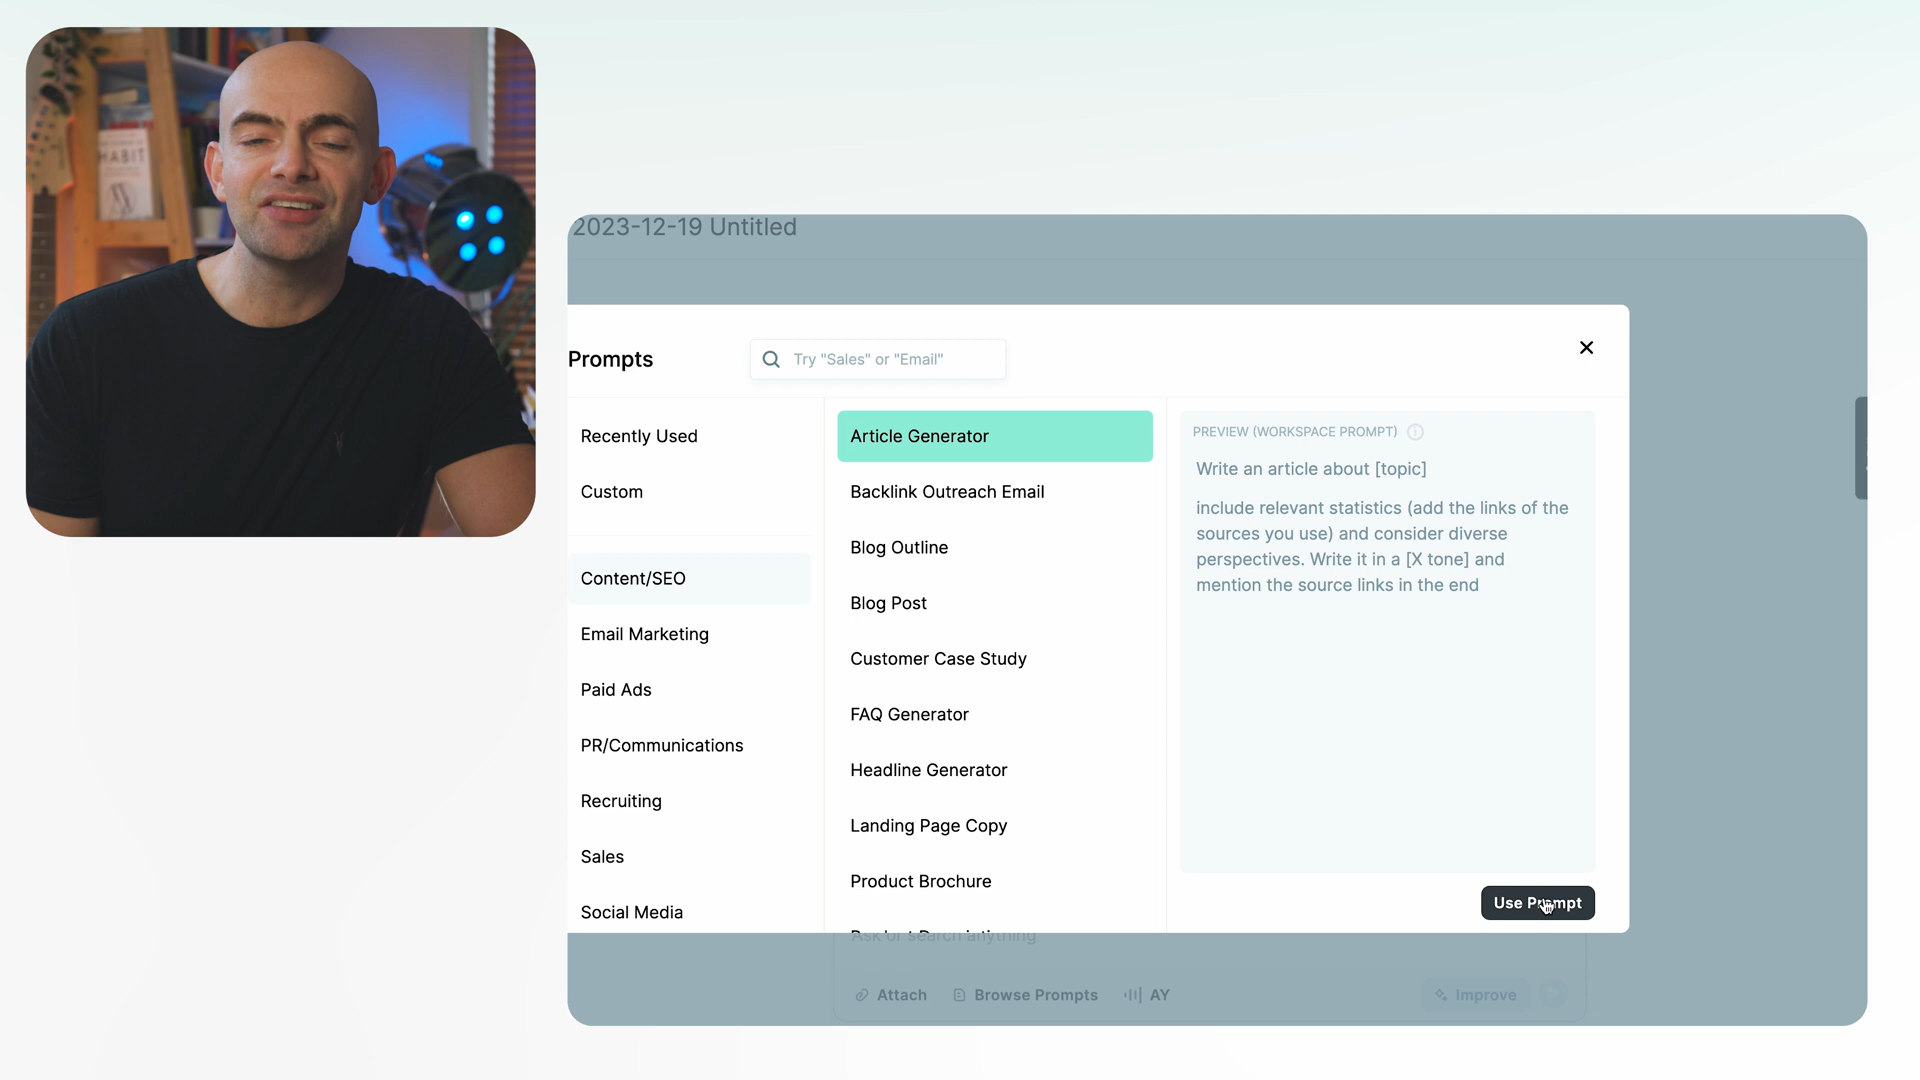 HABIT
2023-12-19 Untitled
Prompts
Try "Sales" or "Email"
Recently Used
Custom
Content/SEO
Email Marketing
Paid Ads
PR/Communications
Recruiting
Sales
Social Media
Article Generator
Backlink Outreach Email
Blog Outline
Blog Post
Customer Case Study
FAQ Generator
Headline Generator
Landing Page Copy
Product Brochure
PREVIEW (WORKSPACE PROMPT)
Write an article about [topic]
include relevant statistics (add the links of the
sources you use) and consider diverse
perspectives. Write it in a [X tone] and
mention the source links in the end
Use Prompt
Attach
Browse Prompts
AY
Improve